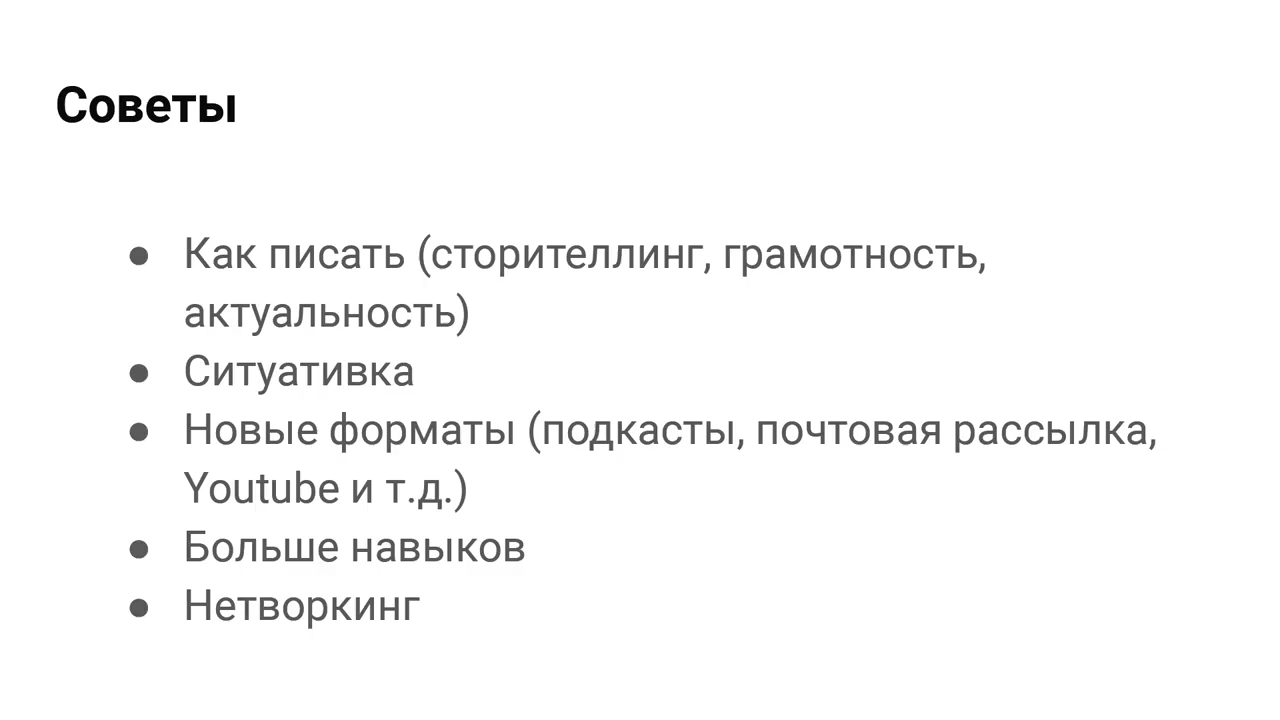 Советы
● Как писать (сторителлинг, грамотность,
актуальность)
● Ситуативка
● Новые форматы (подкасты, почтовая рассылка,
Youtube и т.д.)
● Больше навыков
● Нетворкинг